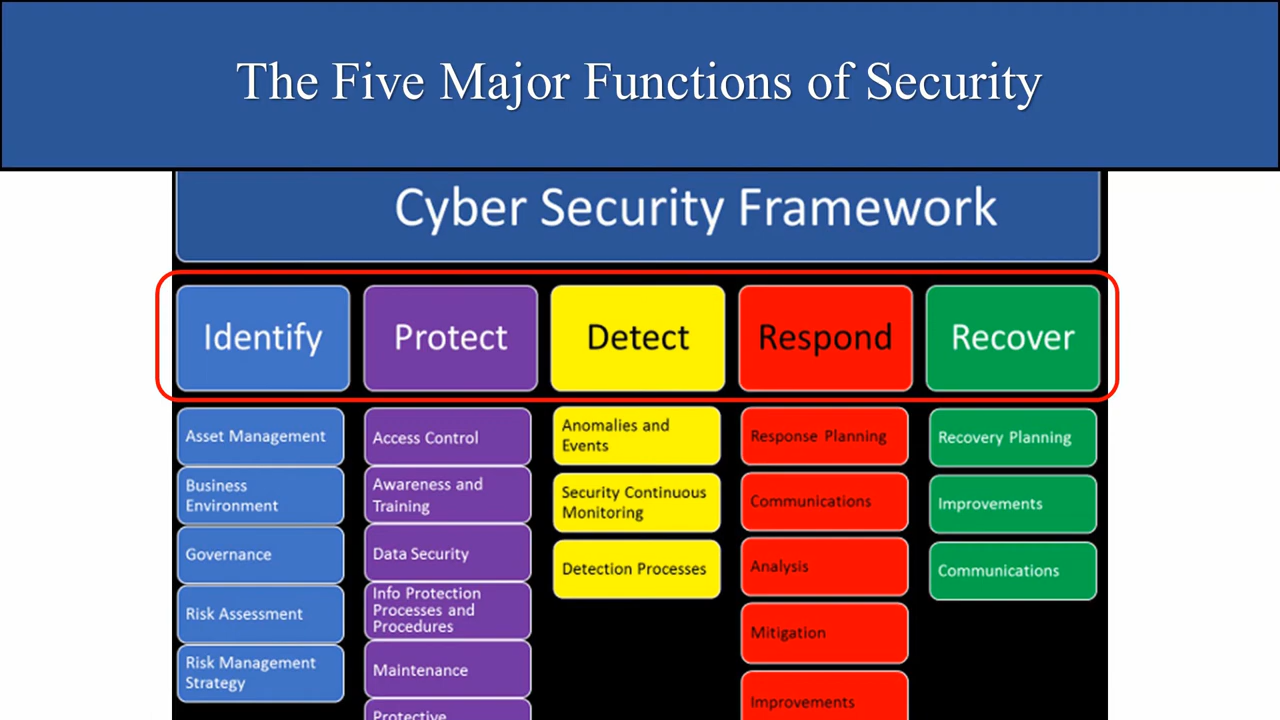 The Five Major Functions of Security
Cyber Security Framework
Identify
Protect
Detect
Respond
Recover
Asset Management
Business
Environment
Governance
Risk Assessment
Risk Management
Strategy
Access Control
Awareness and
Training
Data Security
Info Protection
Processes and
Procedures
Maintenance
Protective
Anomalies and
Events
Security Continuous
Monitoring
Detection Processes
Response Planning
Communications
Analysis
Mitigation
Improvements
Recovery Planning
Improvements
Communications